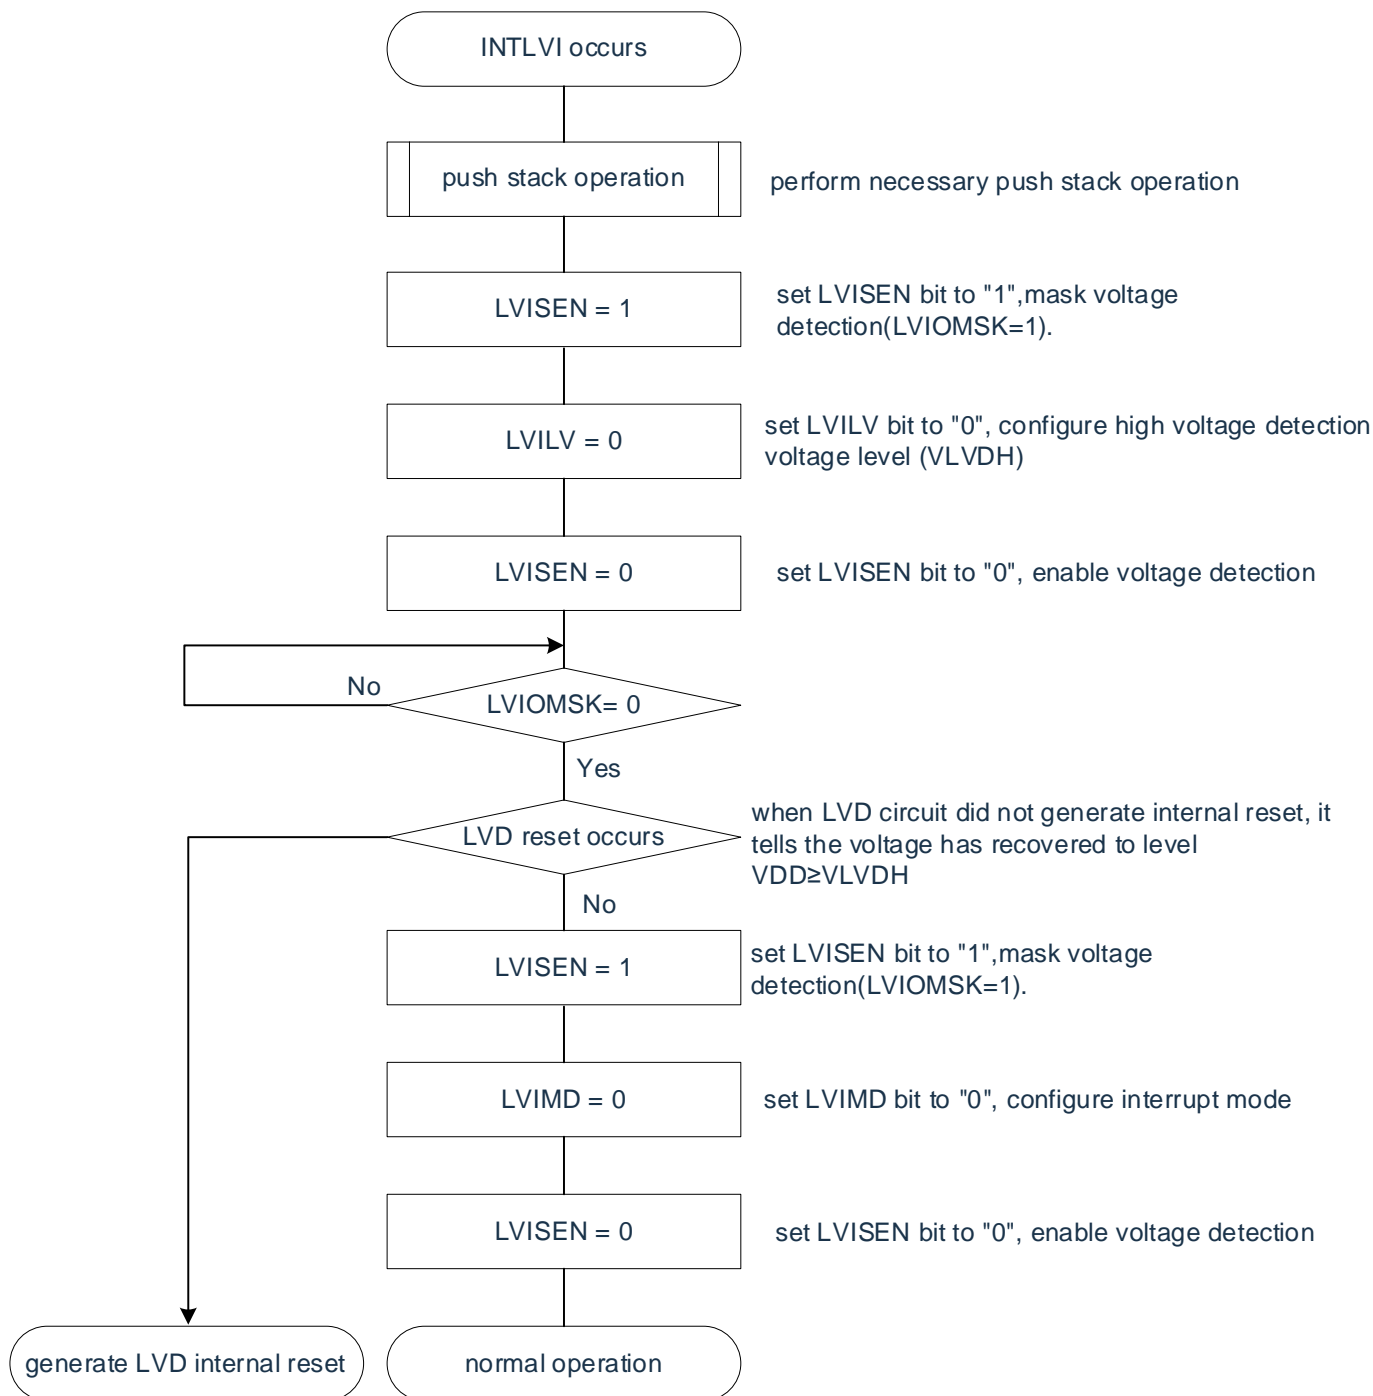 INTLVI occurs
push stack operation
perform necessary push stack operation
LVISEN = 1
set LVISEN bit to "1",mask voltage
detection(LVIOMSK=1).
LVILV = 0
set LVILV bit to "0", configure high voltage detection
voltage level (VLVDH)
LVISEN = 0
set LVISEN bit to "0", enable voltage detection
No
LVIOMSK= 0
Yes
LVD reset occurs
when LVD circuit did not generate internal reset, it
tells the voltage has recovered to level
VDD≥VLVDH
No
LVISEN = 1
set LVISEN bit to "1",mask voltage
detection(LVIOMSK=1).
LVIMD = 0
set LVIMD bit to "0", configure interrupt mode
LVISEN = 0
set LVISEN bit to "0", enable voltage detection
generate LVD internal reset
normal operation